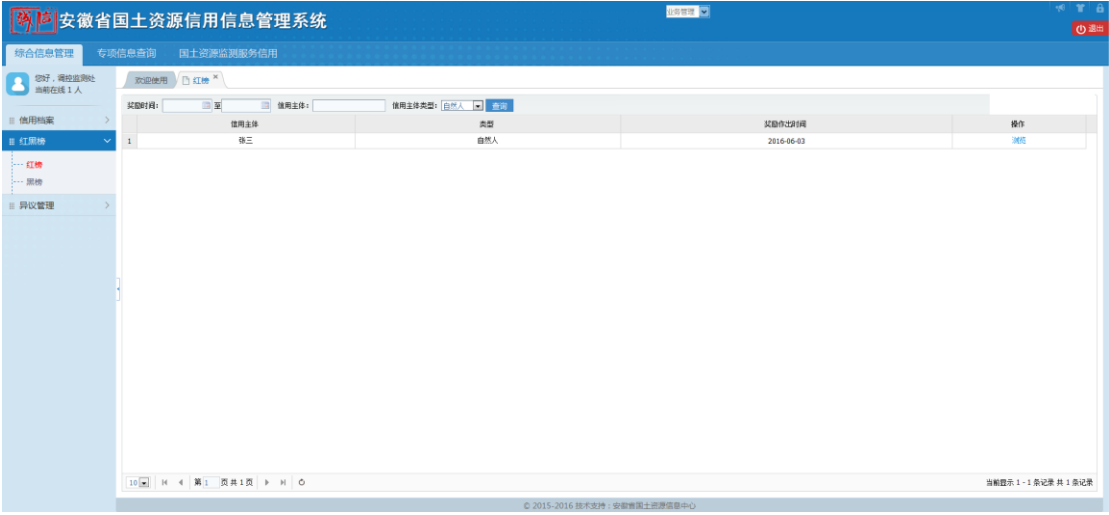 诚信 安徽省国土资源信用信息管理系统 业务管理
退出
综合信息管理 专项信息查询 国土资源监测服务信用
您好，调控监测处
当前在线 1 人
欢迎使用 红榜 ×
奖励时间: 至 信用主体: 信用主体类型: 自然人 查询
信用档案
信用主体 类型 奖励作出时间 操作
红黑榜
1 张三 自然人 2016-06-03 浏览
红榜
黑榜
异议管理
10 第 1 页 共 1 页 当前显示 1 - 1 条记录 共 1 条记录
© 2015-2016 技术支持：安徽省国土资源信息中心